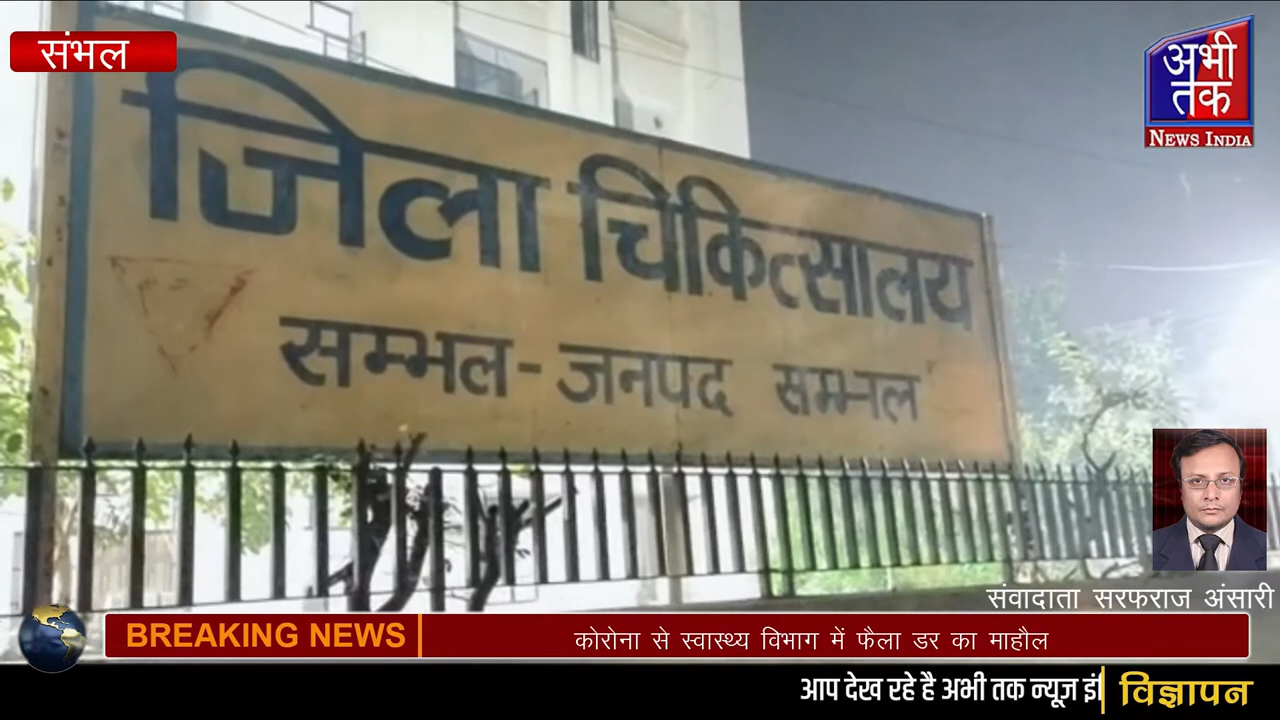 संभल
अभी
तक
NEWS INDIA
जिला चिकित्सालय
सम्भल - जनपद सम्भल
संवादाता सरफराज अंसारी
BREAKING NEWS
कोरोना से स्वास्थ्य विभाग में फैला डर का माहौल
आप देख रहे है अभी तक न्यूज़ इं
विज्ञापन